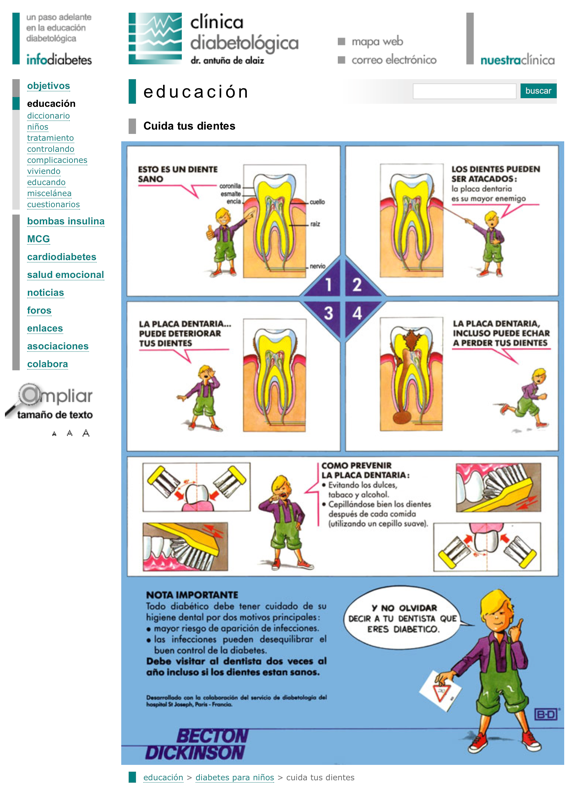 un paso adelante
en la educación
diabetológica
infodiabetes
clínica
diabetológica
dr. antuña de alaiz
mapa web
correo electrónico
nuestraclínica
objetivos
educación
diccionario
niños
tratamiento
controlando
complicaciones
viviendo
educando
miscelánea
cuestionarios
bombas insulina
MCG
cardiodiabetes
salud emocional
noticias
foros
enlaces
asociaciones
colabora
ampliar
tamaño de texto
A A A
educación
buscar
Cuida tus dientes
ESTO ES UN DIENTE
SANO
coronilla
esmalte
encía
cuello
raíz
nervio
1
LOS DIENTES PUEDEN
SER ATACADOS:
la placa dentaria
es su mayor enemigo
2
LA PLACA DENTARIA...
PUEDE DETERIORAR
TUS DIENTES
3
LA PLACA DENTARIA,
INCLUSO PUEDE ECHAR
A PERDER TUS DIENTES
4
COMO PREVENIR
LA PLACA DENTARIA:
• Evitando los dulces,
tabaco y alcohol.
• Cepillándose bien los dientes
después de cada comida
(utilizando un cepillo suave).
NOTA IMPORTANTE
Todo diabético debe tener cuidado de su
higiene dental por dos motivos principales:
• mayor riesgo de aparición de infecciones.
• las infecciones pueden desequilibrar el
buen control de la diabetes.
Debe visitar al dentista dos veces al
año incluso si los dientes estan sanos.
Desarrollado con la colaboración del servicio de diabetología del
hospital St Joseph, Paris - Francia.
Y NO OLVIDAR
DECIR A TU DENTISTA QUE
ERES DIABETICO.
B-D
BECTON
DICKINSON
educación > diabetes para niños > cuida tus dientes